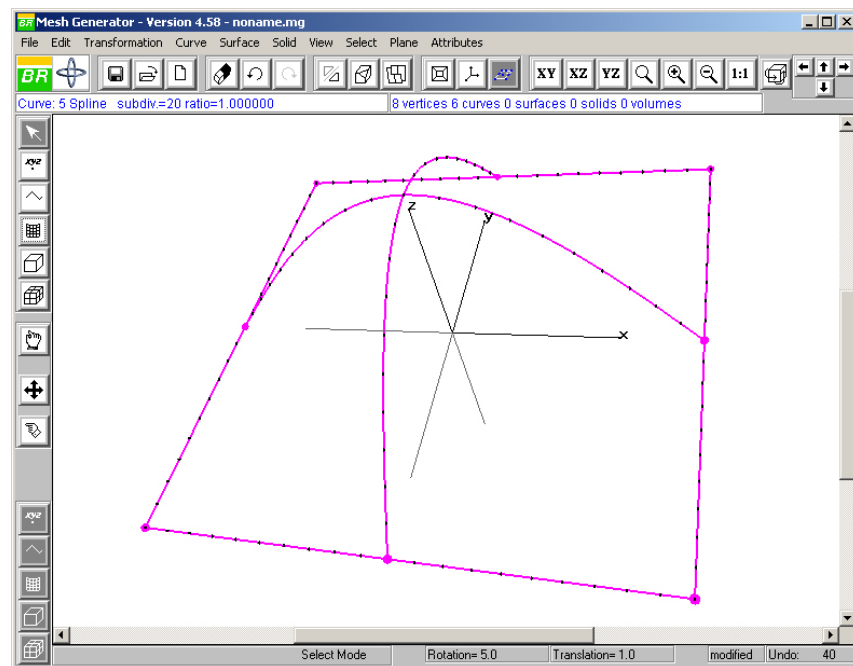 BR Mesh Generator - Version 4.58 - noname.mg
File Edit Transformation Curve Surface Solid View Select Plane Attributes
BR XY XZ YZ 1:1
Curve: 5 Spline subdiv.=20 ratio=1.000000 8 vertices 6 curves 0 surfaces 0 solids 0 volumes
xyz
z
y
x
xyz
Select Mode Rotation= 5.0 Translation= 1.0 modified Undo: 40